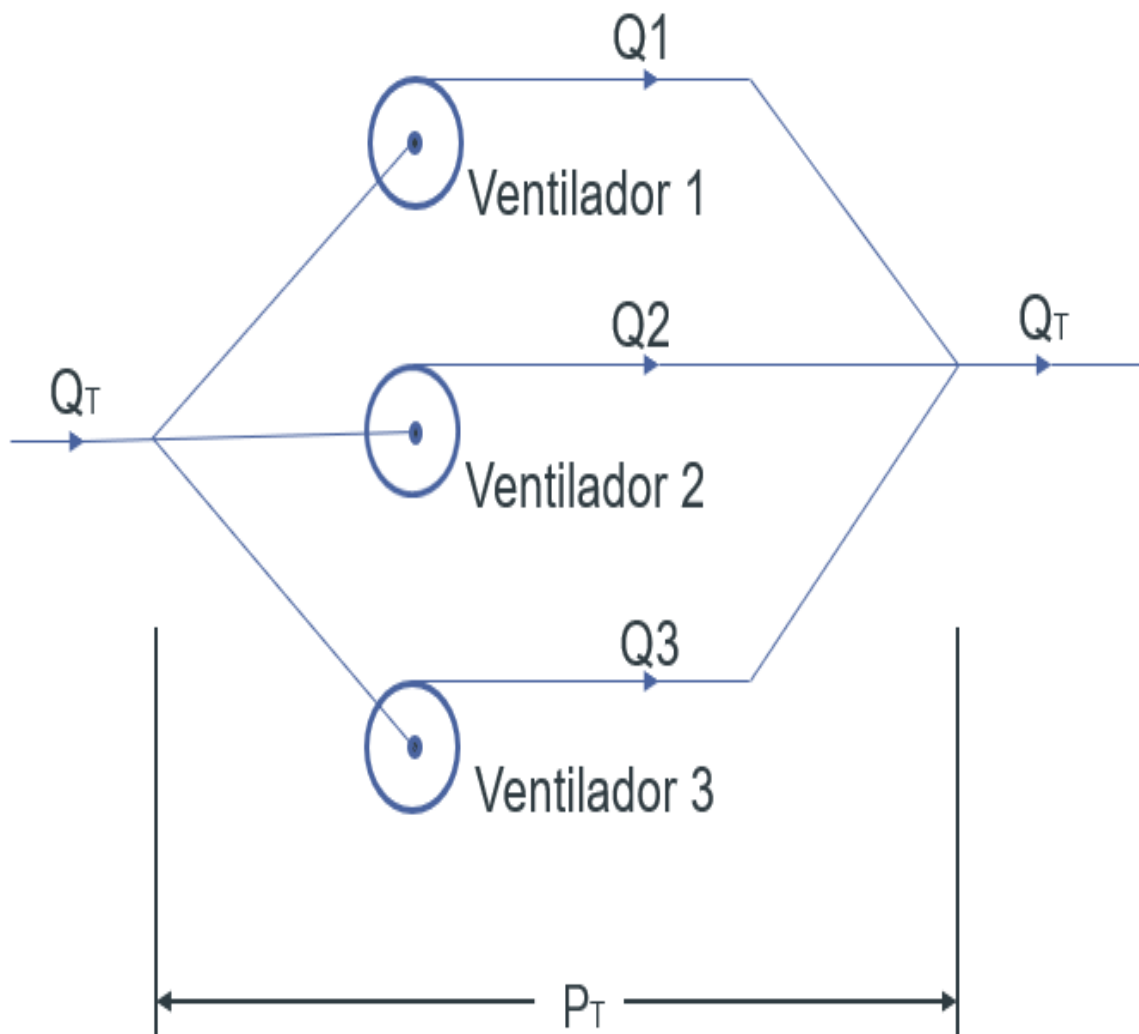 Q1
Ventilador 1
Q2
QT
QT
Ventilador 2
Q3
Ventilador 3
PT